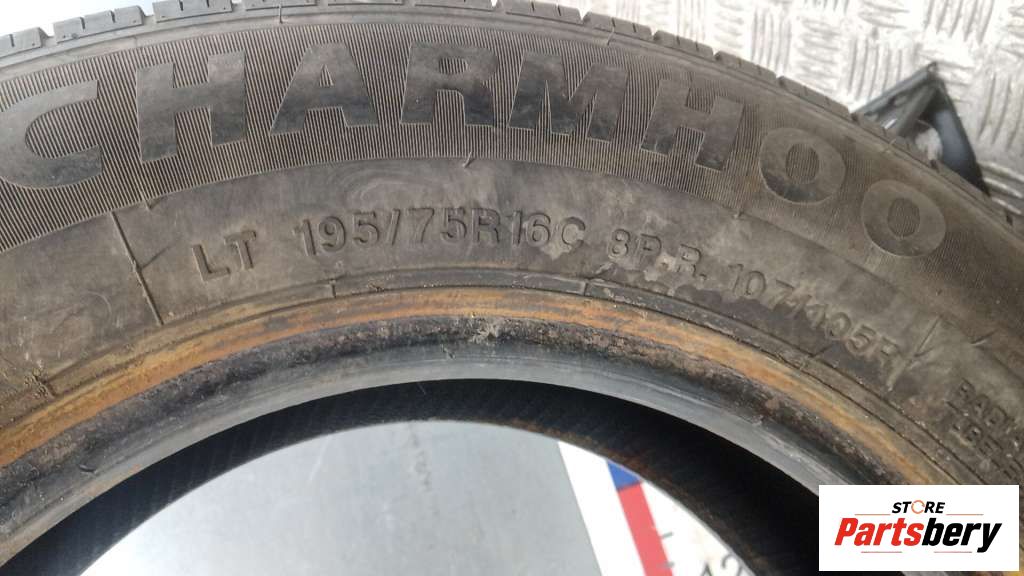 CHARMHOO
LT 195/75R16C 8P.R. 107/105R
STORE
Partsbery